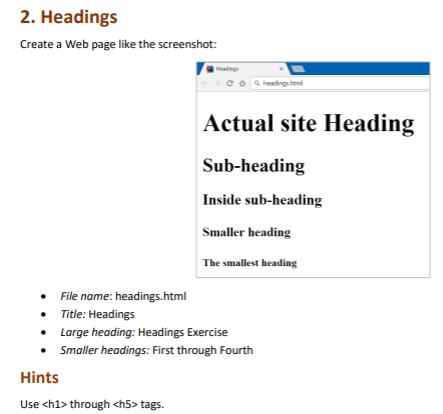 2. Headings
Create a Web page like the screenshot:
Headings
headings.html
Actual site Heading
Sub-heading
Inside sub-heading
Smaller heading
The smallest heading
• File name: headings.html
• Title: Headings
• Large heading: Headings Exercise
• Smaller headings: First through Fourth
Hints
Use <h1> through <h5> tags.